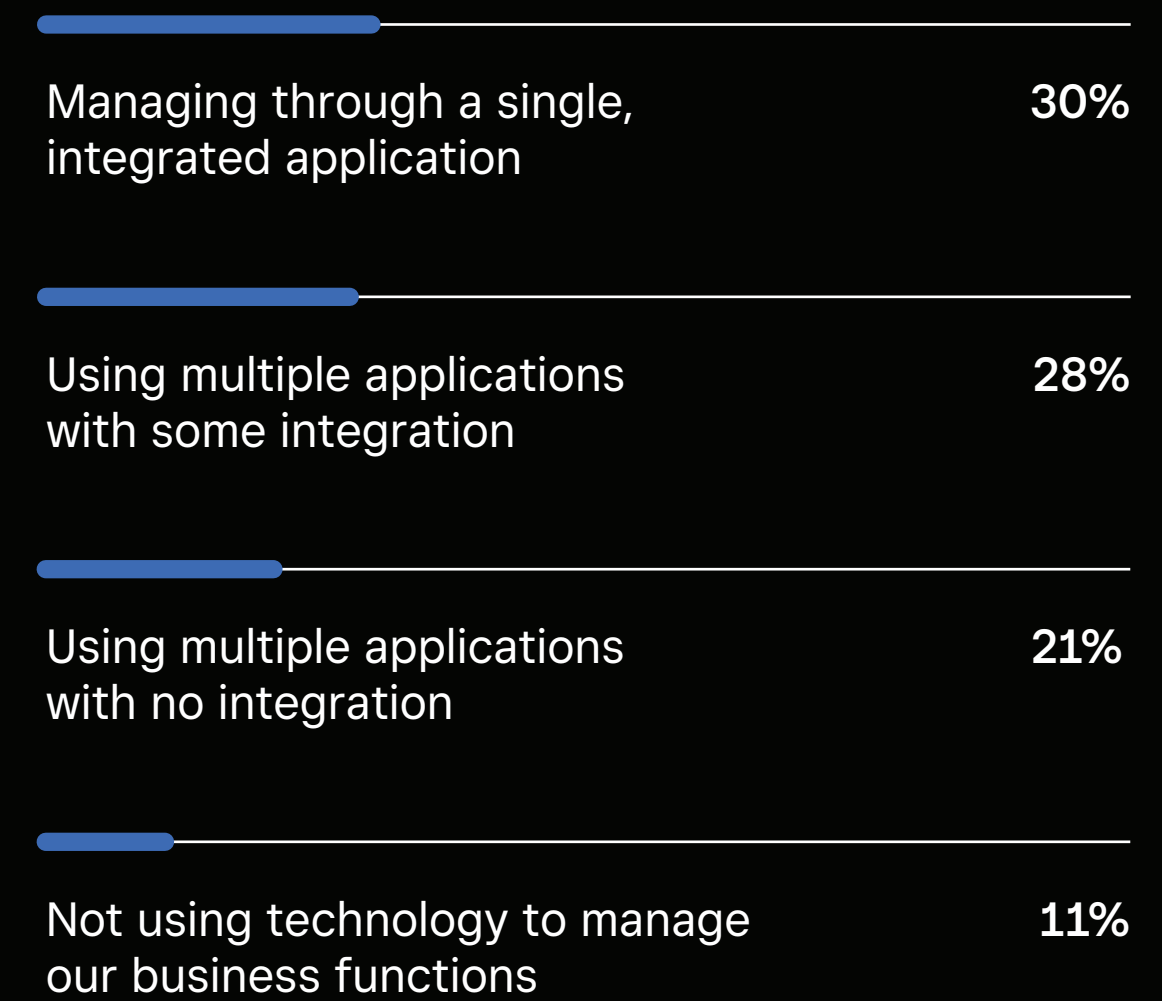 Managing through a single,
integrated application
30%
Using multiple applications
with some integration
28%
Using multiple applications
with no integration
21%
Not using technology to manage
our business functions
11%